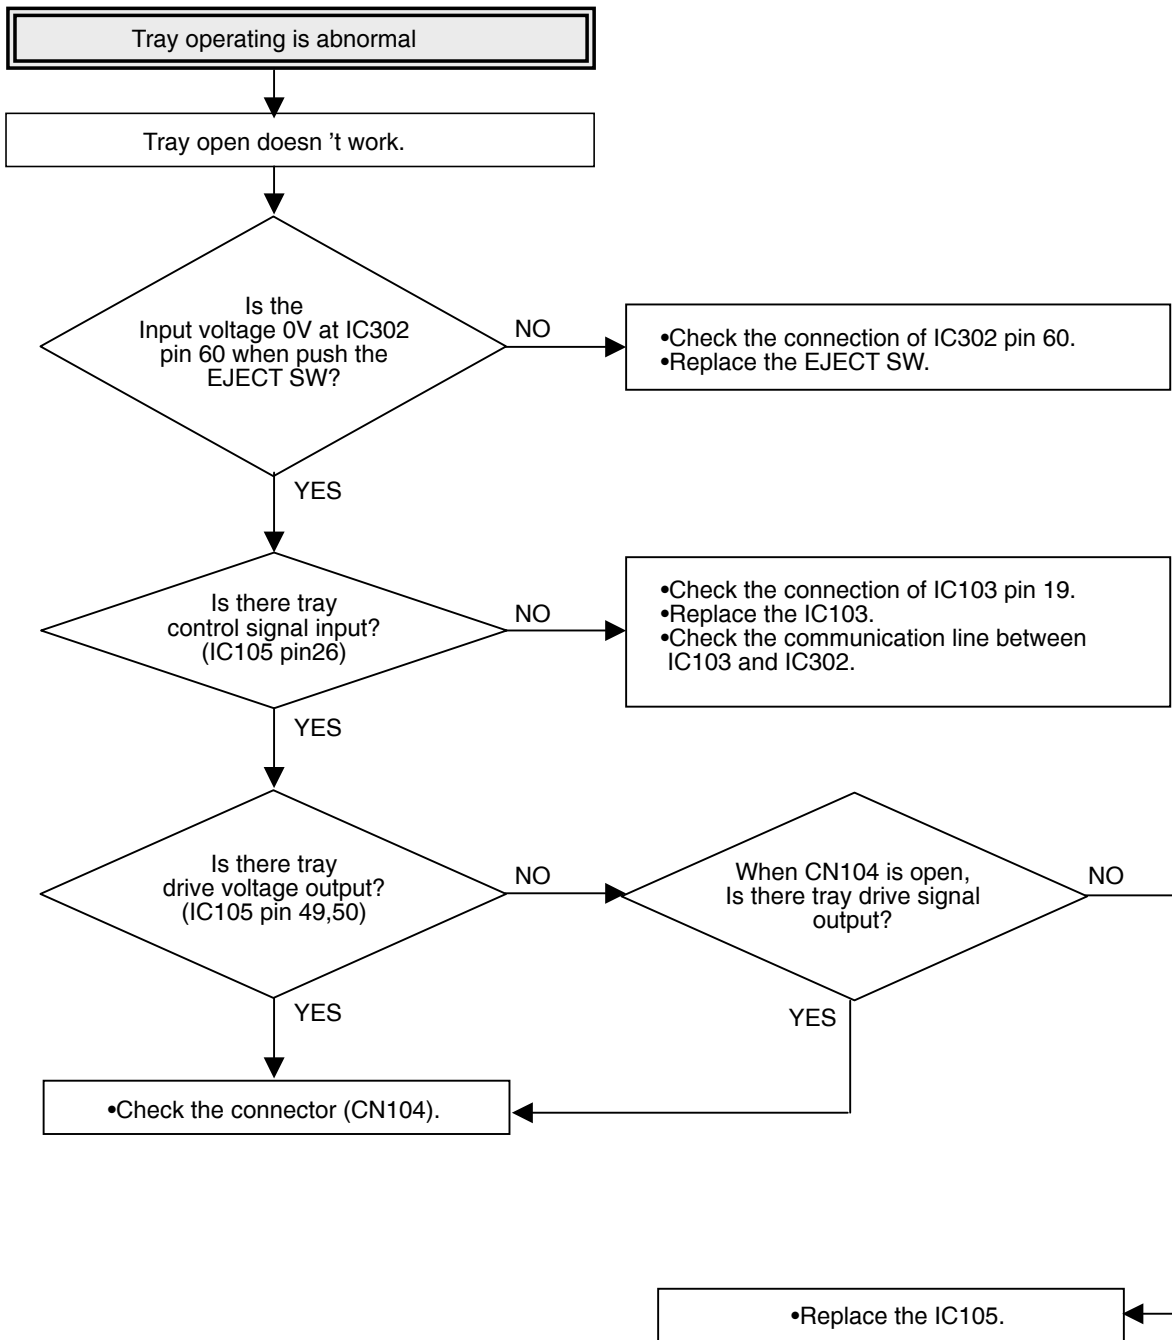 Tray operating is abnormal
Tray open doesn 't work.
Is the
Input voltage 0V at IC302
pin 60 when push the
EJECT SW?
NO
•Check the connection of IC302 pin 60.
•Replace the EJECT SW.
YES
Is there tray
control signal input?
(IC105 pin26)
NO
•Check the connection of IC103 pin 19.
•Replace the IC103.
•Check the communication line between
IC103 and IC302.
YES
Is there tray
drive voltage output?
(IC105 pin 49,50)
NO
When CN104 is open,
Is there tray drive signal
output?
NO
YES
YES
•Check the connector (CN104).
•Replace the IC105.